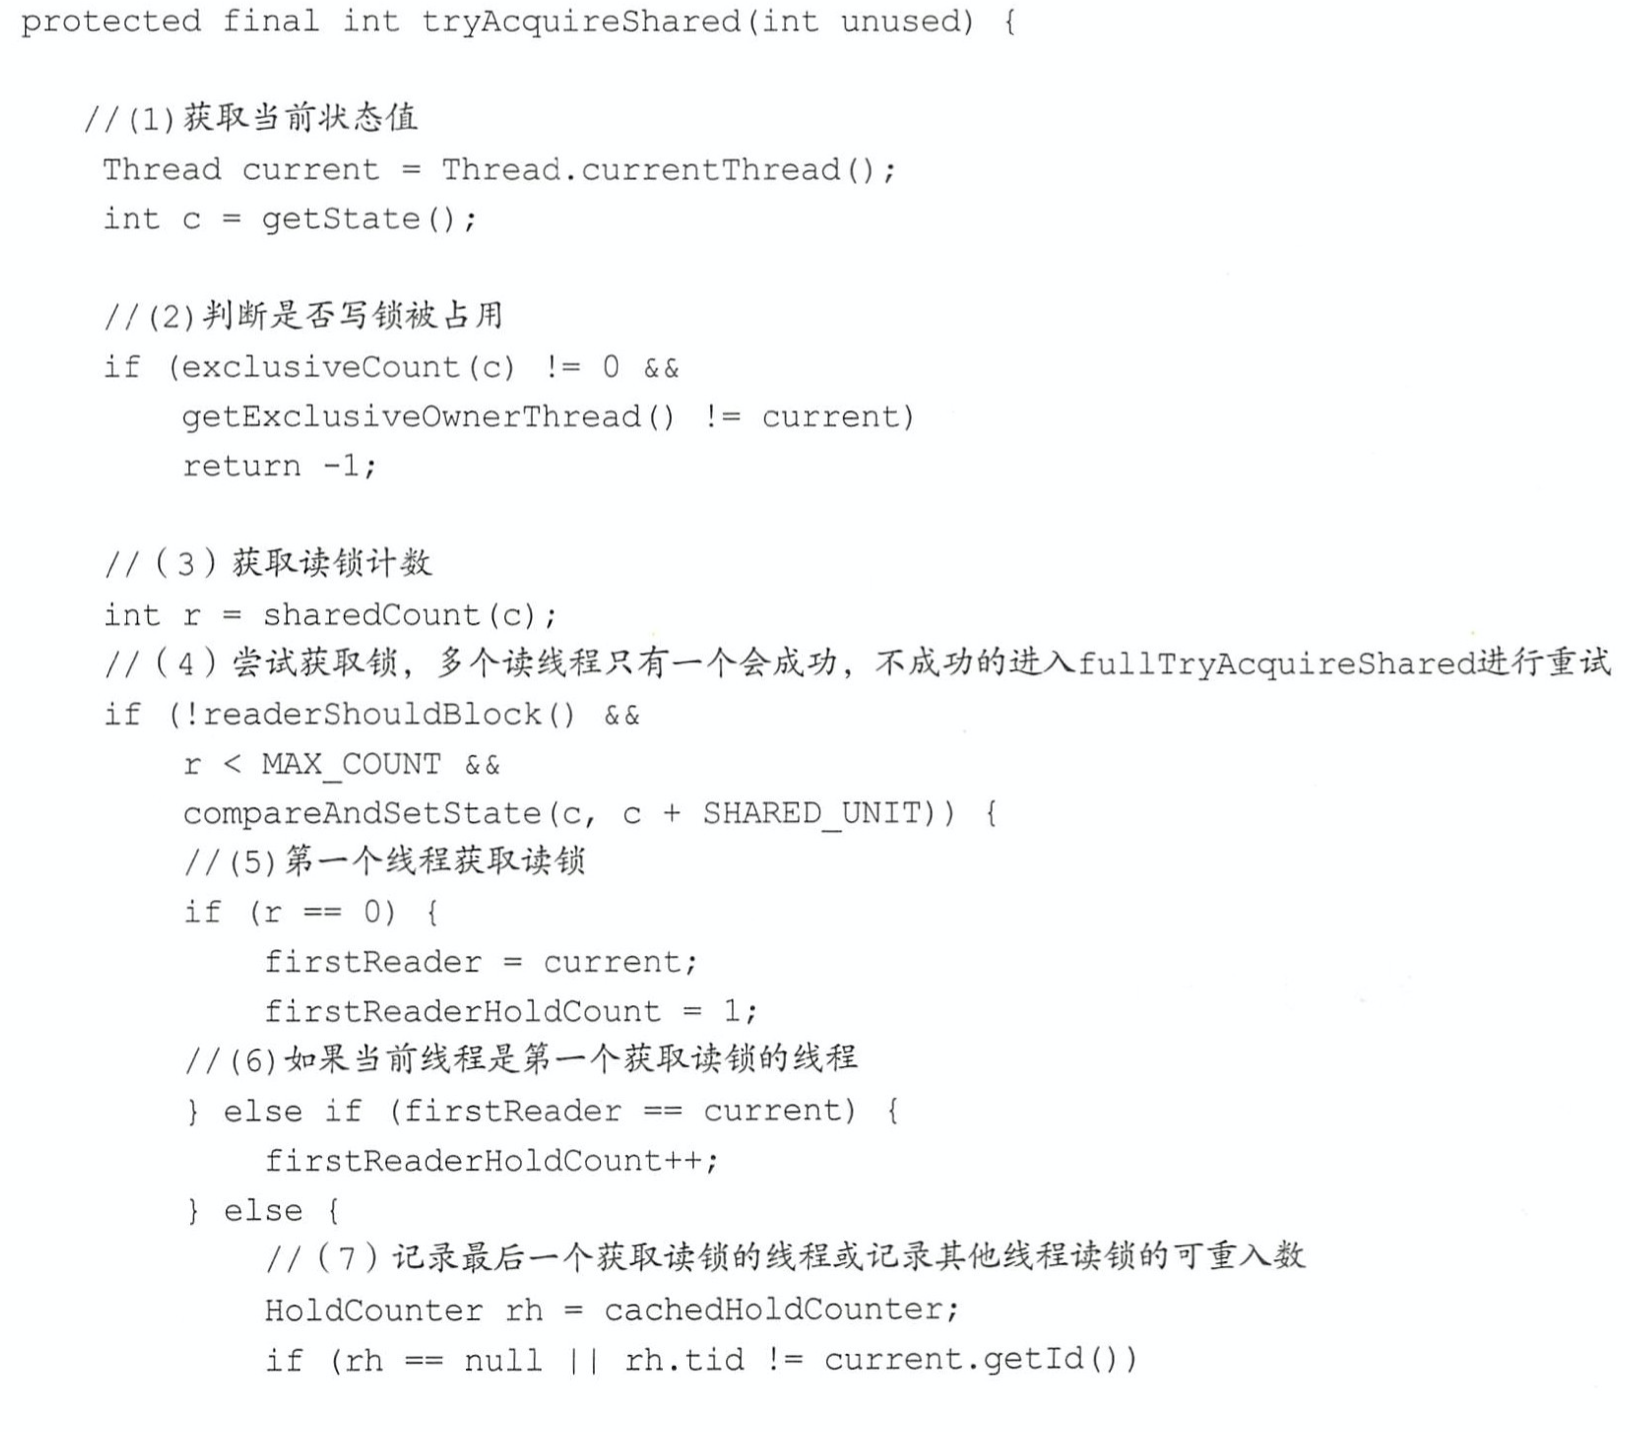 protected final int tryAcquireShared(int unused) {
//(1)获取当前状态值
Thread current = Thread.currentThread();
int c = getState();
//(2)判断是否写锁被占用
if (exclusiveCount(c) != 0 &&
getExclusiveOwnerThread() != current)
return -1;
//（3）获取读锁计数
int r = sharedCount(c);
//（4）尝试获取锁，多个读线程只有一个会成功，不成功的进入fullTryAcquireShared进行重试
if (!readerShouldBlock() &&
r < MAX_COUNT &&
compareAndSetState(c, c + SHARED_UNIT)) {
//(5)第一个线程获取读锁
if (r == 0) {
firstReader = current;
firstReaderHoldCount = 1;
//(6)如果当前线程是第一个获取读锁的线程
} else if (firstReader == current) {
firstReaderHoldCount++;
} else {
//（7）记录最后一个获取读锁的线程或记录其他线程读锁的可重入数
HoldCounter rh = cachedHoldCounter;
if (rh == null || rh.tid != current.getId())